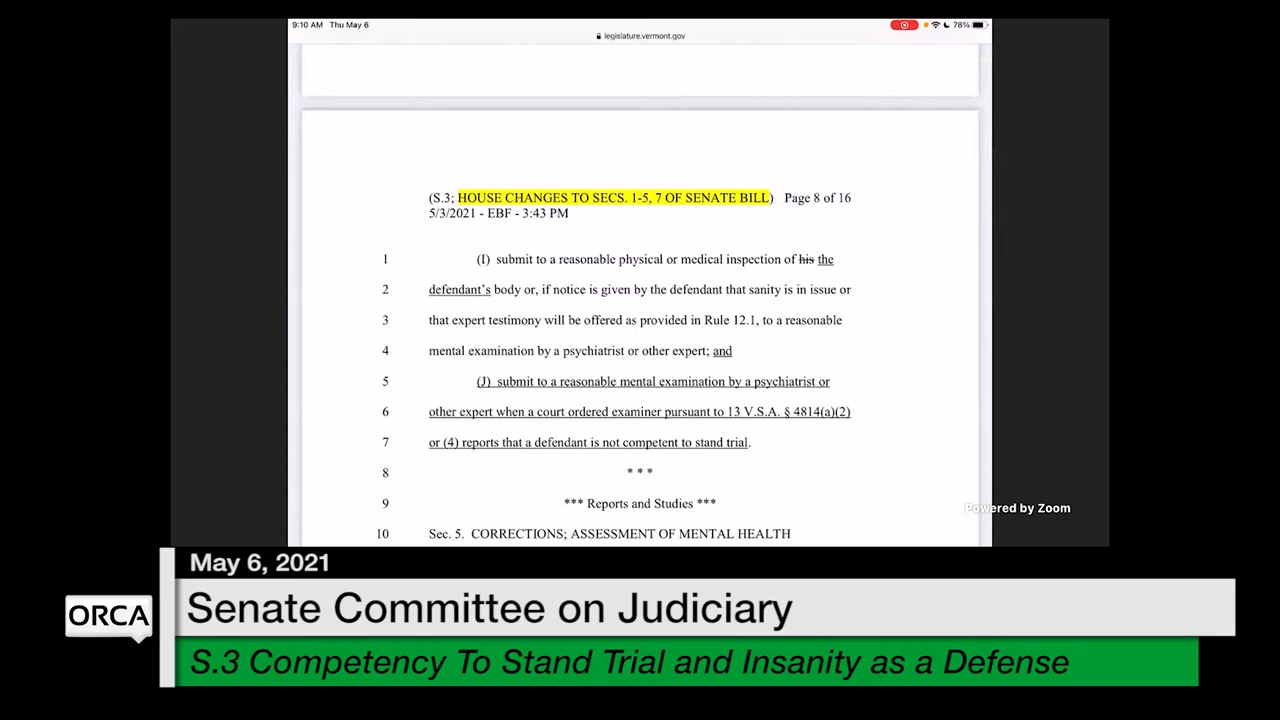 9:10 AM Thu May 6
78%
legislature.vermont.gov
(S.3; HOUSE CHANGES TO SECS. 1-5, 7 OF SENATE BILL) Page 8 of 16
5/3/2021 - EBF - 3:43 PM
1 (I) submit to a reasonable physical or medical inspection of his the
2 defendant's body or, if notice is given by the defendant that sanity is in issue or
3 that expert testimony will be offered as provided in Rule 12.1, to a reasonable
4 mental examination by a psychiatrist or other expert; and
5 (J) submit to a reasonable mental examination by a psychiatrist or
6 other expert when a court ordered examiner pursuant to 13 V.S.A. § 4814(a)(2)
7 or (4) reports that a defendant is not competent to stand trial.
8 * * *
9 *** Reports and Studies ***
10 Sec. 5. CORRECTIONS; ASSESSMENT OF MENTAL HEALTH
Powered by Zoom
May 6, 2021
ORCA
Senate Committee on Judiciary
S.3 Competency To Stand Trial and Insanity as a Defense